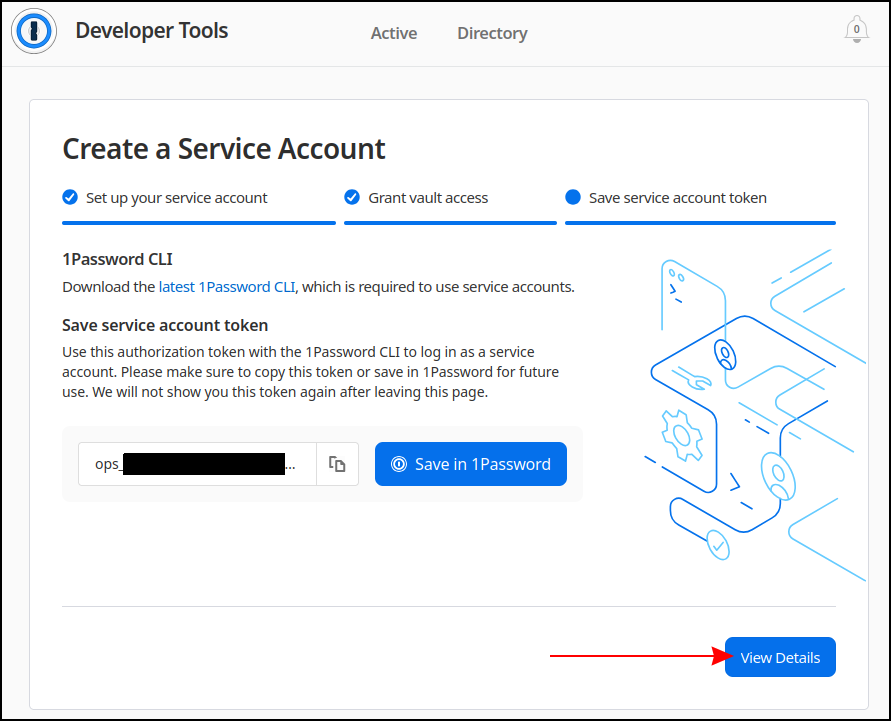 Developer Tools
Active
Directory
0
Create a Service Account
Set up your service account
Grant vault access
Save service account token
1Password CLI
Download the latest 1Password CLI, which is required to use service accounts.
Save service account token
Use this authorization token with the 1Password CLI to log in as a service
account. Please make sure to copy this token or save in 1Password for future
use. We will not show you this token again after leaving this page.
ops_...
Save in 1Password
View Details